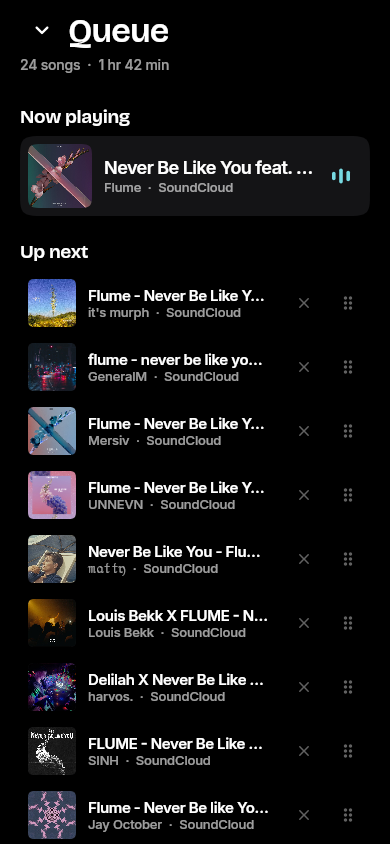 Queue
24 songs · 1 hr 42 min
Now playing
Never Be Like You feat. ...
Flume · SoundCloud
Up next
Flume - Never Be Like Y...
it's murph · SoundCloud
flume - never be like yo...
GeneralM · SoundCloud
Flume - Never Be Like Y...
Mersiv · SoundCloud
Flume - Never Be Like Y...
UNNEVN · SoundCloud
Never Be Like You - Flu...
𝔪𝔞𝔱𝔱𝔶 · SoundCloud
Louis Bekk X FLUME - N...
Louis Bekk · SoundCloud
Delilah X Never Be Like ...
harvos. · SoundCloud
FLUME - Never Be Like ...
SINH · SoundCloud
Flume - Never Be like Yo...
Jay October · SoundCloud